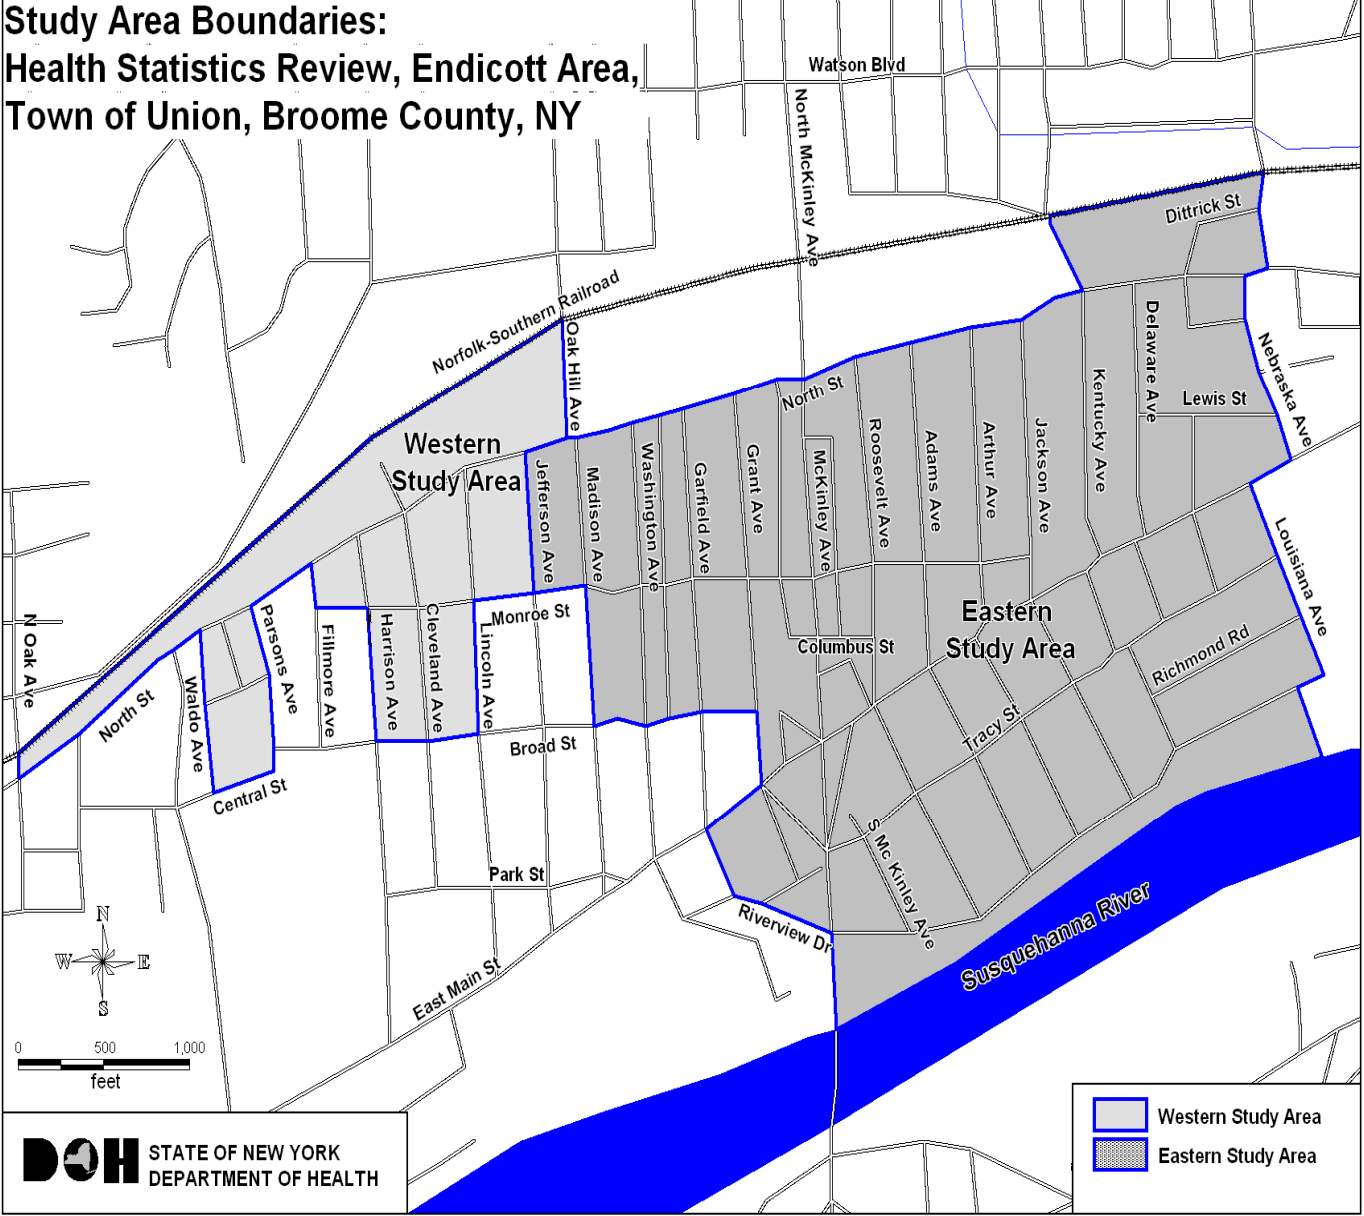 Study Area Boundaries:
Health Statistics Review, Endicott Area,
Town of Union, Broome County, NY
Watson Blvd
North McKinley Ave
Dittrick St
Norfolk-Southern Railroad
Oak Hill Ave
Delaware Ave
Nebraska Ave
North St
Kentucky Ave
Lewis St
Western
Study Area
Jefferson Ave
Madison Ave
Washington Ave
Garfield Ave
Grant Ave
McKinley Ave
Roosevelt Ave
Adams Ave
Arthur Ave
Jackson Ave
Louisiana Ave
N Oak Ave
North St
Waldo Ave
Parsons Ave
Fillmore Ave
Harrison Ave
Cleveland Ave
Lincoln Ave
Monroe St
Eastern
Study Area
Columbus St
Richmond Rd
Tracy St
Broad St
Central St
S Mc Kinley Ave
Park St
Riverview Dr
East Main St
Susquehanna River
N
W
E
S
0 500 1,000
feet
Western Study Area
Eastern Study Area
DOH
STATE OF NEW YORK
DEPARTMENT OF HEALTH